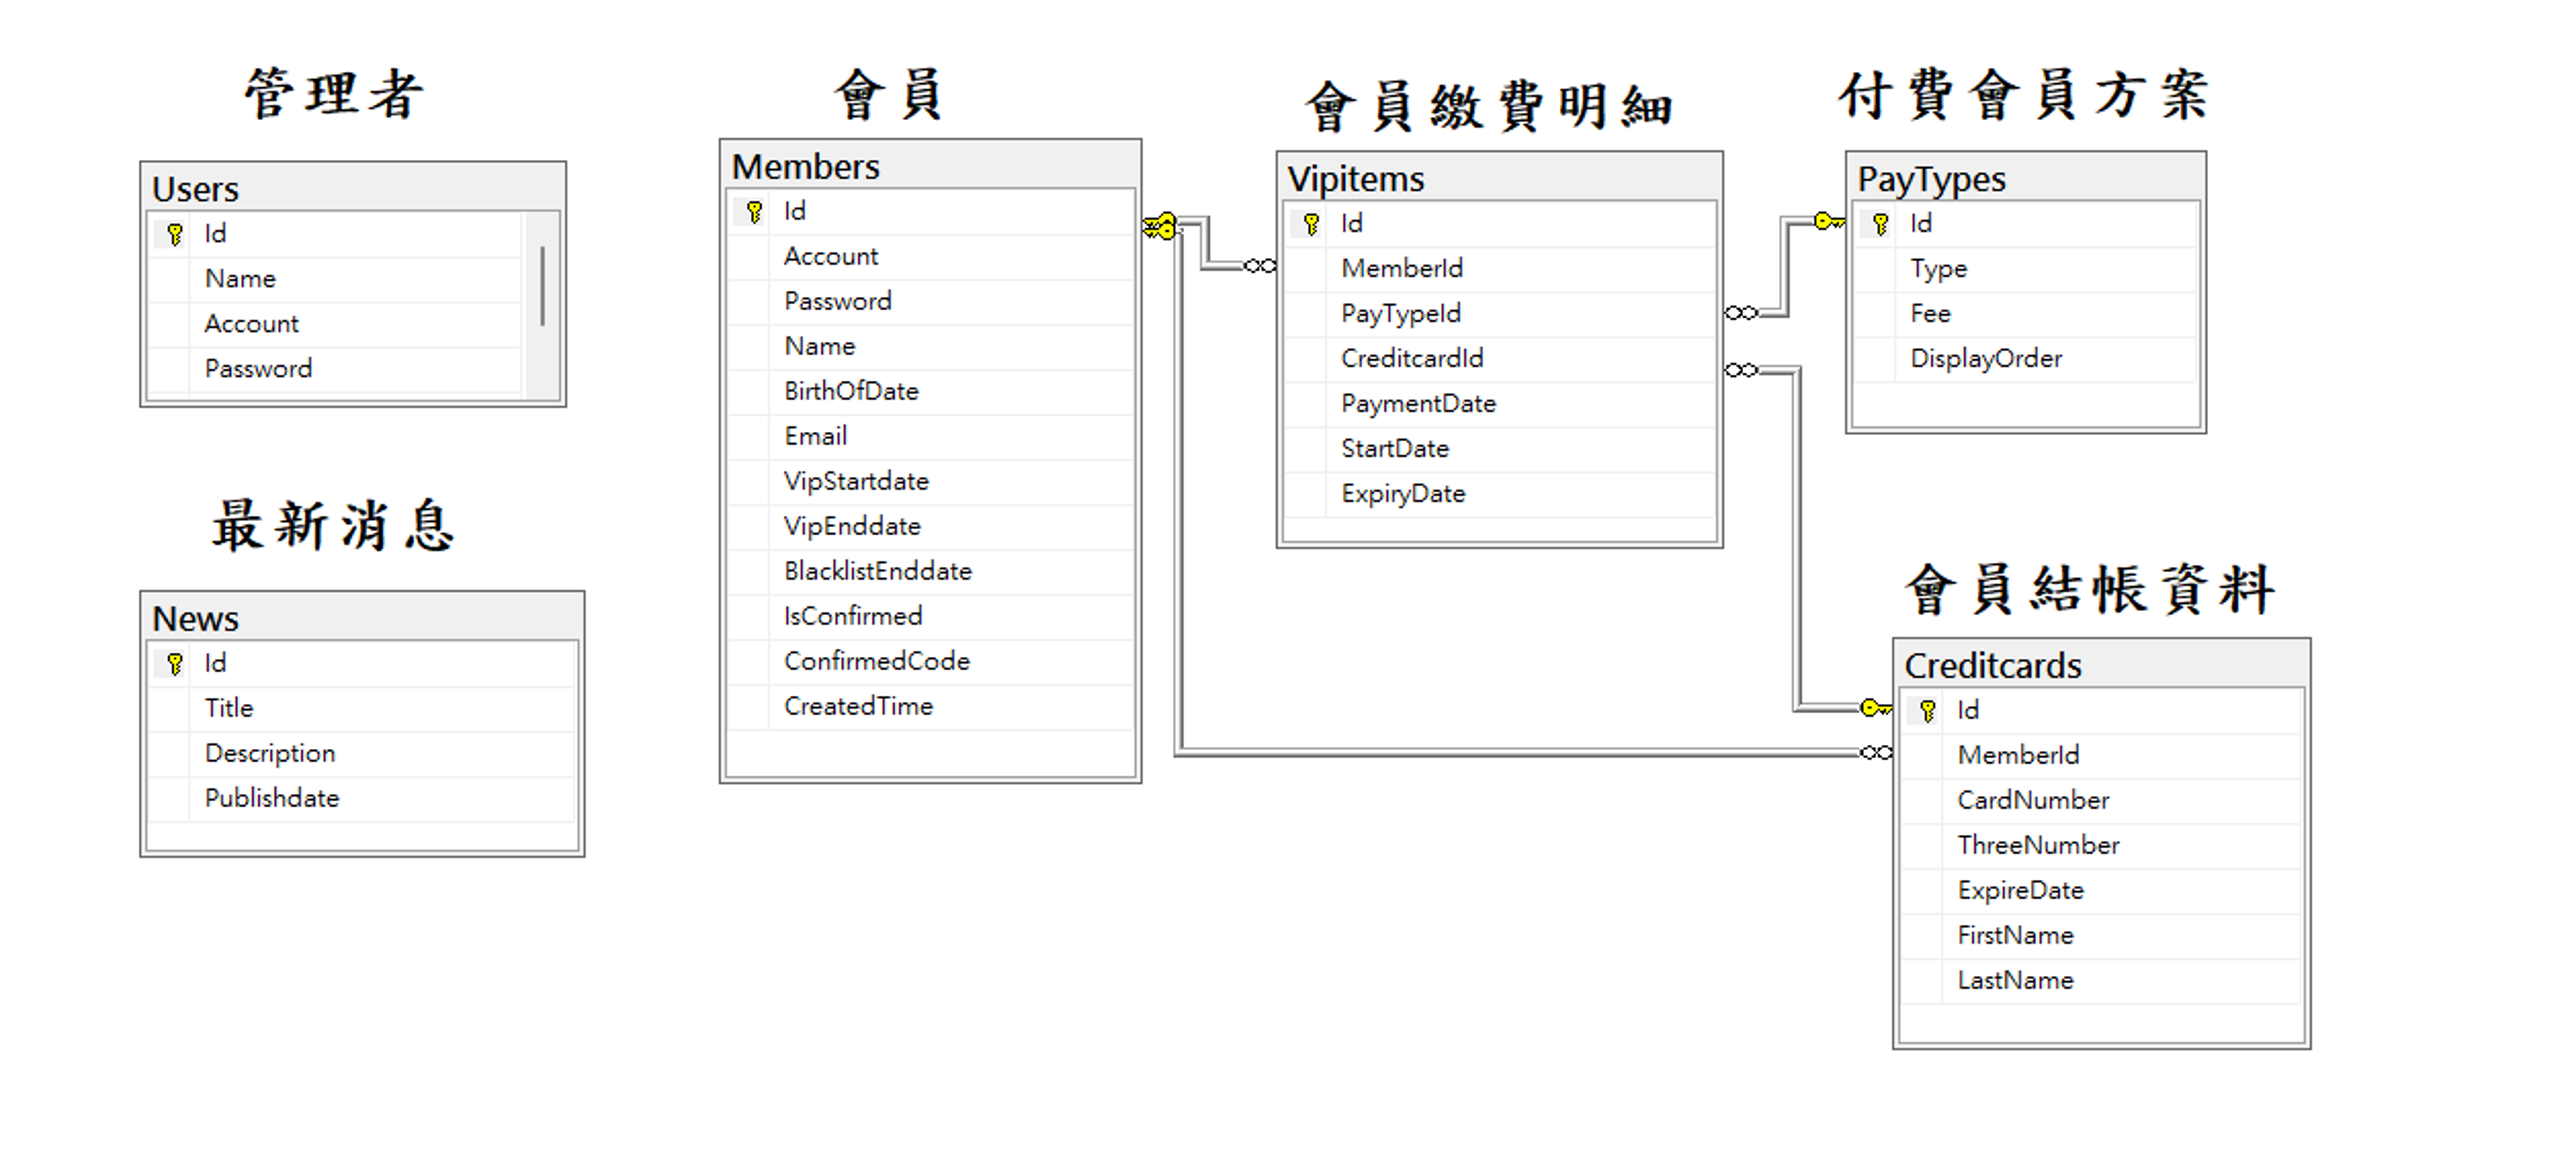 管理者
Users
Id
Name
Account
Password
最新消息
News
Id
Title
Description
Publishdate
會員
Members
Id
Account
Password
Name
BirthOfDate
Email
VipStartdate
VipEnddate
BlacklistEnddate
IsConfirmed
ConfirmedCode
CreatedTime
會員繳費明細
Vipitems
Id
MemberId
PayTypeId
CreditcardId
PaymentDate
StartDate
ExpiryDate
付費會員方案
PayTypes
Id
Type
Fee
DisplayOrder
會員結帳資料
Creditcards
Id
MemberId
CardNumber
ThreeNumber
ExpireDate
FirstName
LastName